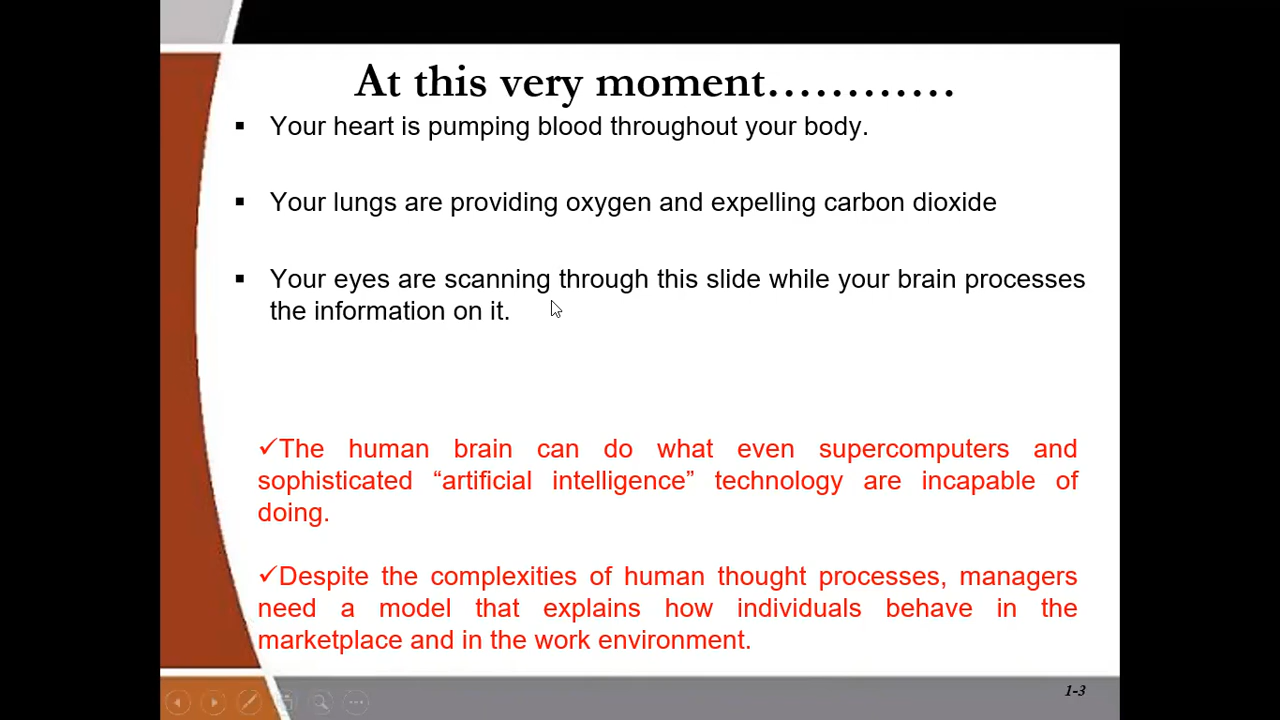 At this very moment…………
▪ Your heart is pumping blood throughout your body.
▪ Your lungs are providing oxygen and expelling carbon dioxide
▪ Your eyes are scanning through this slide while your brain processes
the information on it.
✓The human brain can do what even supercomputers and
sophisticated “artificial intelligence” technology are incapable of
doing.
✓Despite the complexities of human thought processes, managers
need a model that explains how individuals behave in the
marketplace and in the work environment.
1-3